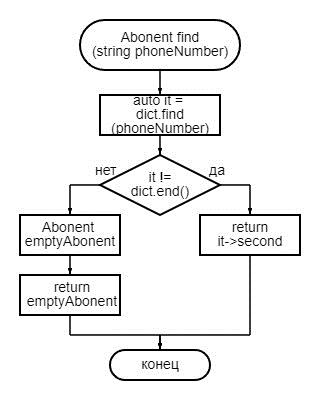 Abonent find
(string phoneNumber)
auto it =
dict.find
(phoneNumber)
нет
it !=
dict.end()
да
Abonent
emptyAbonent
return
it->second
return
emptyAbonent
конец